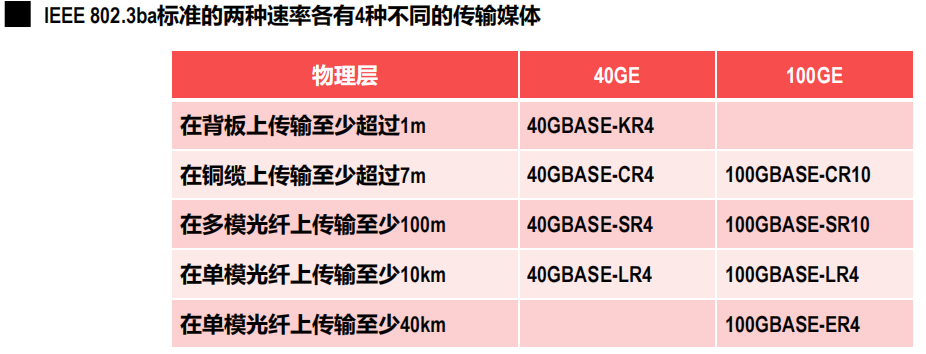 IEEE 802.3ba标准的两种速率各有4种不同的传输媒体
物理层 40GE 100GE
在背板上传输至少超过1m 40GBASE-KR4
在铜缆上传输至少超过7m 40GBASE-CR4 100GBASE-CR10
在多模光纤上传输至少100m 40GBASE-SR4 100GBASE-SR10
在单模光纤上传输至少10km 40GBASE-LR4 100GBASE-LR4
在单模光纤上传输至少40km 100GBASE-ER4